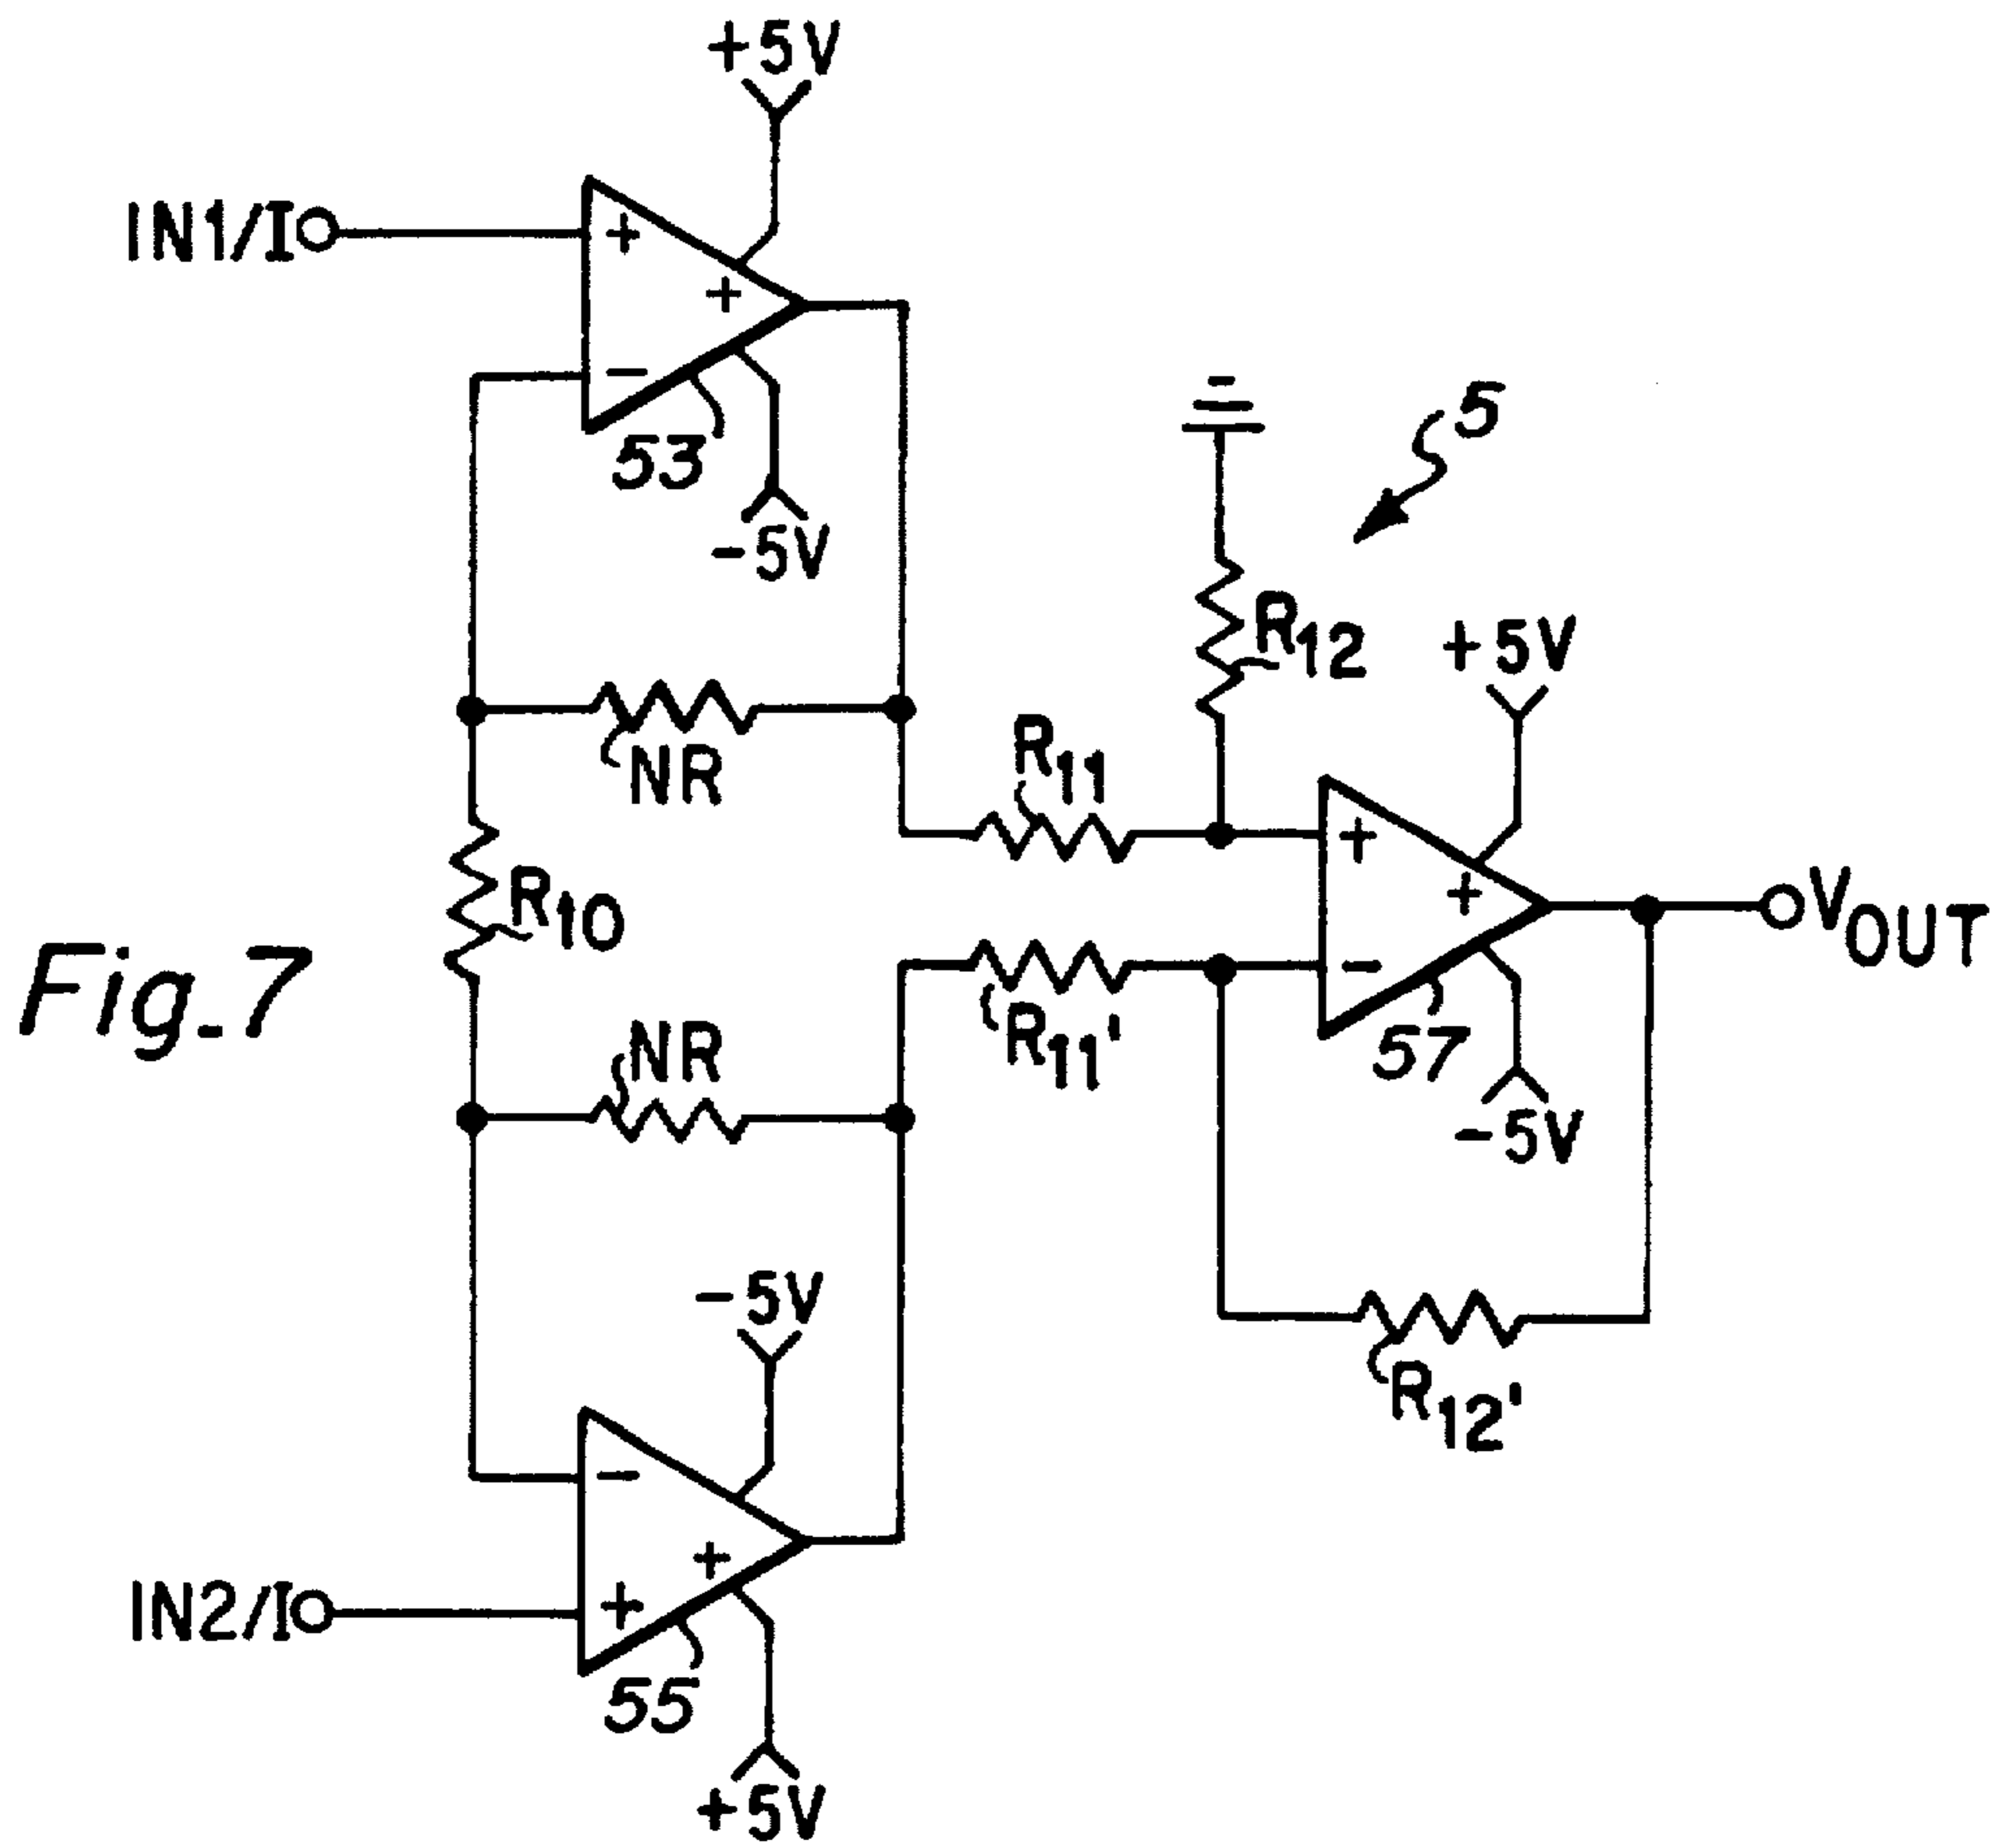 +5V
IN1/I
+
+
-
53
-5V
5
R12
+5V
NR
R11
+
+
VOUT
R10
Fig. 7
NR
R11'
-
57
-5V
-5V
R12'
-
+
IN2/I
+
55
+5V